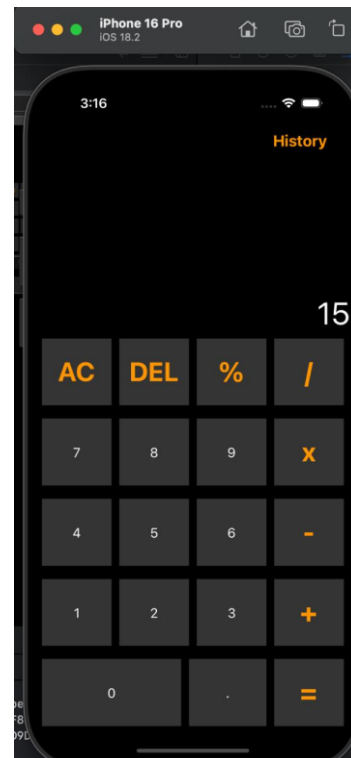 iPhone 16 Pro
iOS 18.2
3:16
History
15
AC DEL % /
7 8 9 x
4 5 6 -
1 2 3 +
0 . =